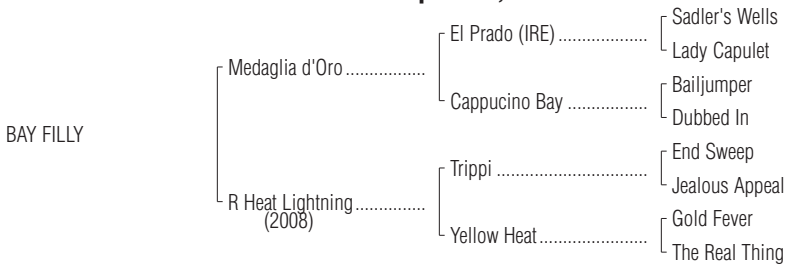 Sadler's Wells
El Prado (IRE)...................
Lady Capulet
Medaglia d'Oro.................
Bailjumper
Cappucino Bay.................
Dubbed In
BAY FILLY
End Sweep
Trippi................................
Jealous Appeal
R Heat Lightning...............
(2008)
Gold Fever
Yellow Heat.......................
The Real Thing